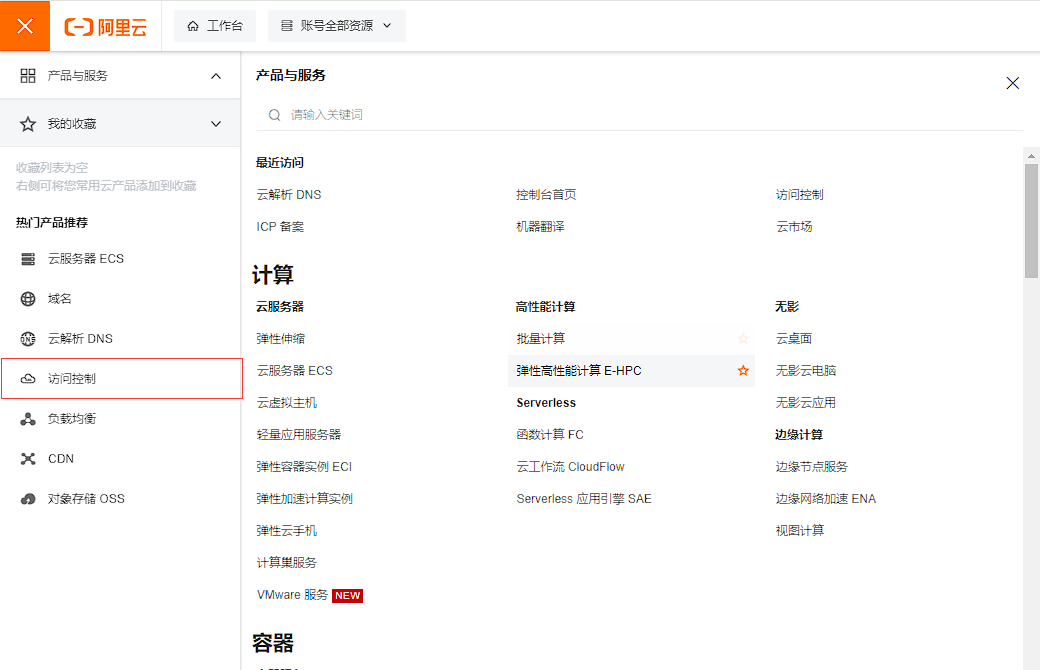 阿里云
工作台
账号全部资源
产品与服务
我的收藏
收藏列表为空
右侧可将您常用云产品添加到收藏
热门产品推荐
云服务器 ECS
域名
云解析 DNS
访问控制
负载均衡
CDN
对象存储 OSS
产品与服务
请输入关键词
最近访问
云解析 DNS
控制台首页
访问控制
ICP 备案
机器翻译
云市场
计算
云服务器
弹性伸缩
云服务器 ECS
云虚拟主机
轻量应用服务器
弹性容器实例 ECI
弹性加速计算实例
弹性云手机
计算巢服务
VMware 服务 NEW
高性能计算
批量计算
弹性高性能计算 E-HPC
Serverless
函数计算 FC
云工作流 CloudFlow
Serverless 应用引擎 SAE
无影
云桌面
无影云电脑
无影云应用
边缘计算
边缘节点服务
边缘网络加速 ENA
视图计算
容器